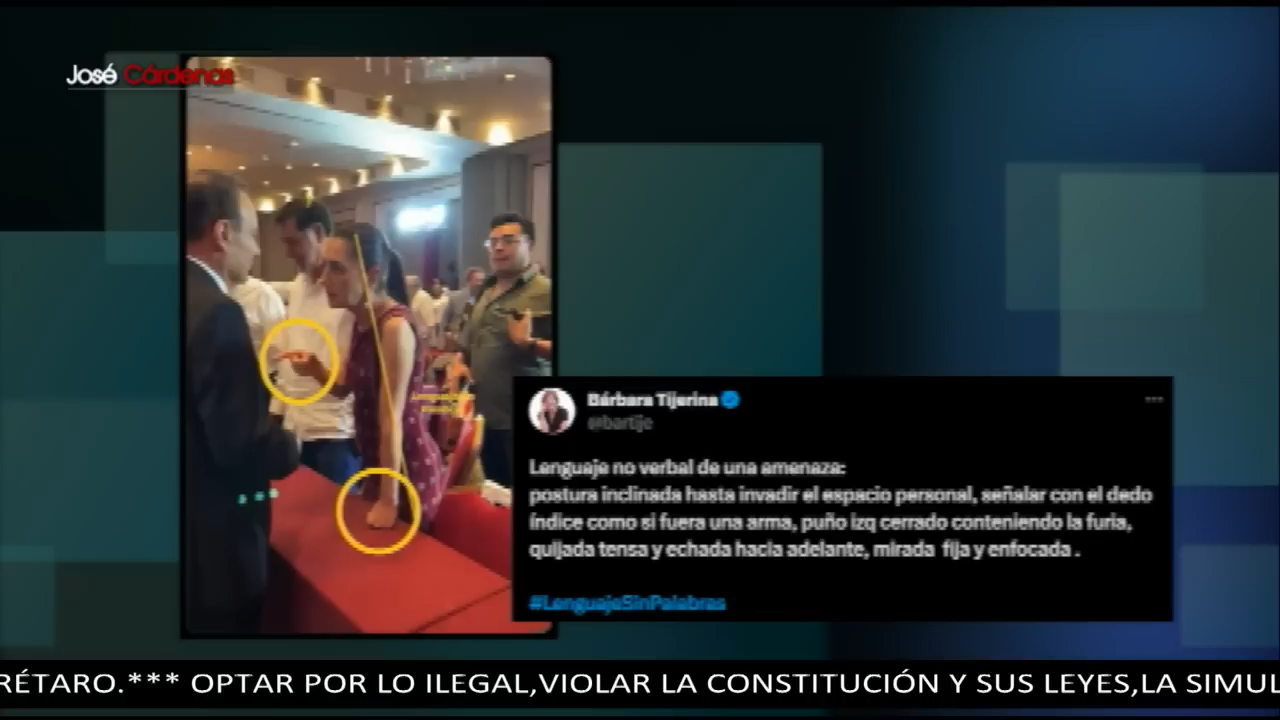 José Cárdenas
Bárbara Tijerina
@bartije
Lenguaje no verbal de una amenaza:
postura inclinada hasta invadir el espacio personal, señalar con el dedo
índice como si fuera una arma, puño izq cerrado conteniendo la furia,
quijada tensa y echada hacia adelante, mirada fija y enfocada .
#LenguajeSinPalabras
RÉTARO.*** OPTAR POR LO ILEGAL,VIOLAR LA CONSTITUCIÓN Y SUS LEYES,LA SIMUL